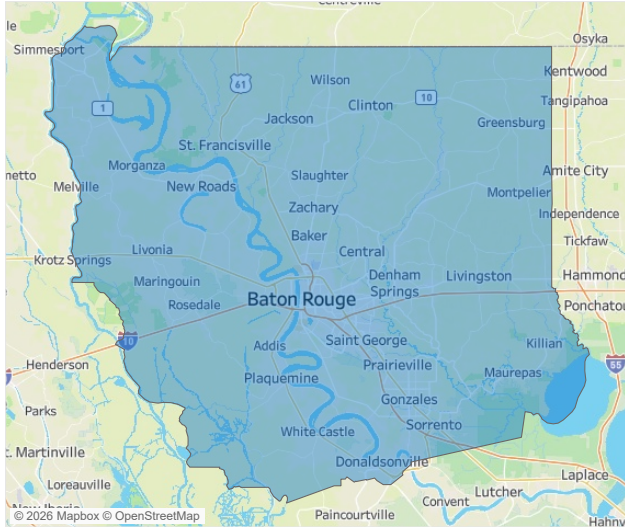 Centreville
Osyka
Simmesport
Kentwood
Wilson
61
10
Tangipahoa
1
Clinton
Jackson
Greensburg
St. Francisville
Morganza
Amite City
Slaughter
Melville
New Roads
Montpelier
Zachary
Independence
Baker
Tickfaw
Livonia
Central
Krotz Springs
Denham
Springs
Livingston
Hammond
Maringouin
Baton Rouge
Rosedale
Ponchatou
10
Saint George
Killian
Addis
Henderson
Prairieville
55
Maurepas
Plaquemine
Gonzales
Parks
Sorrento
White Castle
t. Martinville
Donaldsonville
Laplace
Loreauville
Lutcher
Convent
Paincourtville
© 2026 Mapbox © OpenStreetMap